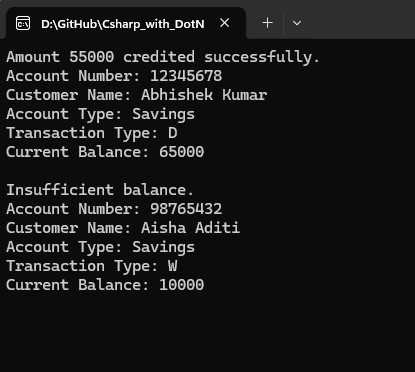 D:\GitHub\Csharp_with_DotN
Amount 55000 credited successfully.
Account Number: 12345678
Customer Name: Abhishek Kumar
Account Type: Savings
Transaction Type: D
Current Balance: 65000
Insufficient balance.
Account Number: 98765432
Customer Name: Aisha Aditi
Account Type: Savings
Transaction Type: W
Current Balance: 10000